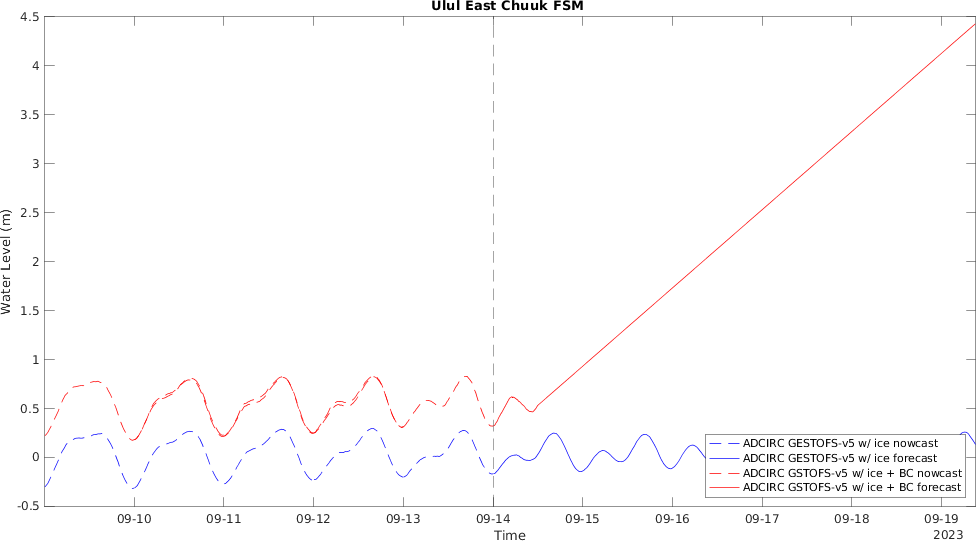 Ulul East Chuuk FSM
4.5
4
3.5
3
2.5
2
1.5
1
0.5
0
-0.5
Water Level (m)
ADCIRC GESTOFS-v5 w/ ice nowcast
ADCIRC GESTOFS-v5 w/ ice forecast
ADCIRC GSTOFS-v5 w/ ice + BC nowcast
ADCIRC GSTOFS-v5 w/ ice + BC forecast
09-10 09-11 09-12 09-13 09-14 09-15 09-16 09-17 09-18 09-19
Time
2023